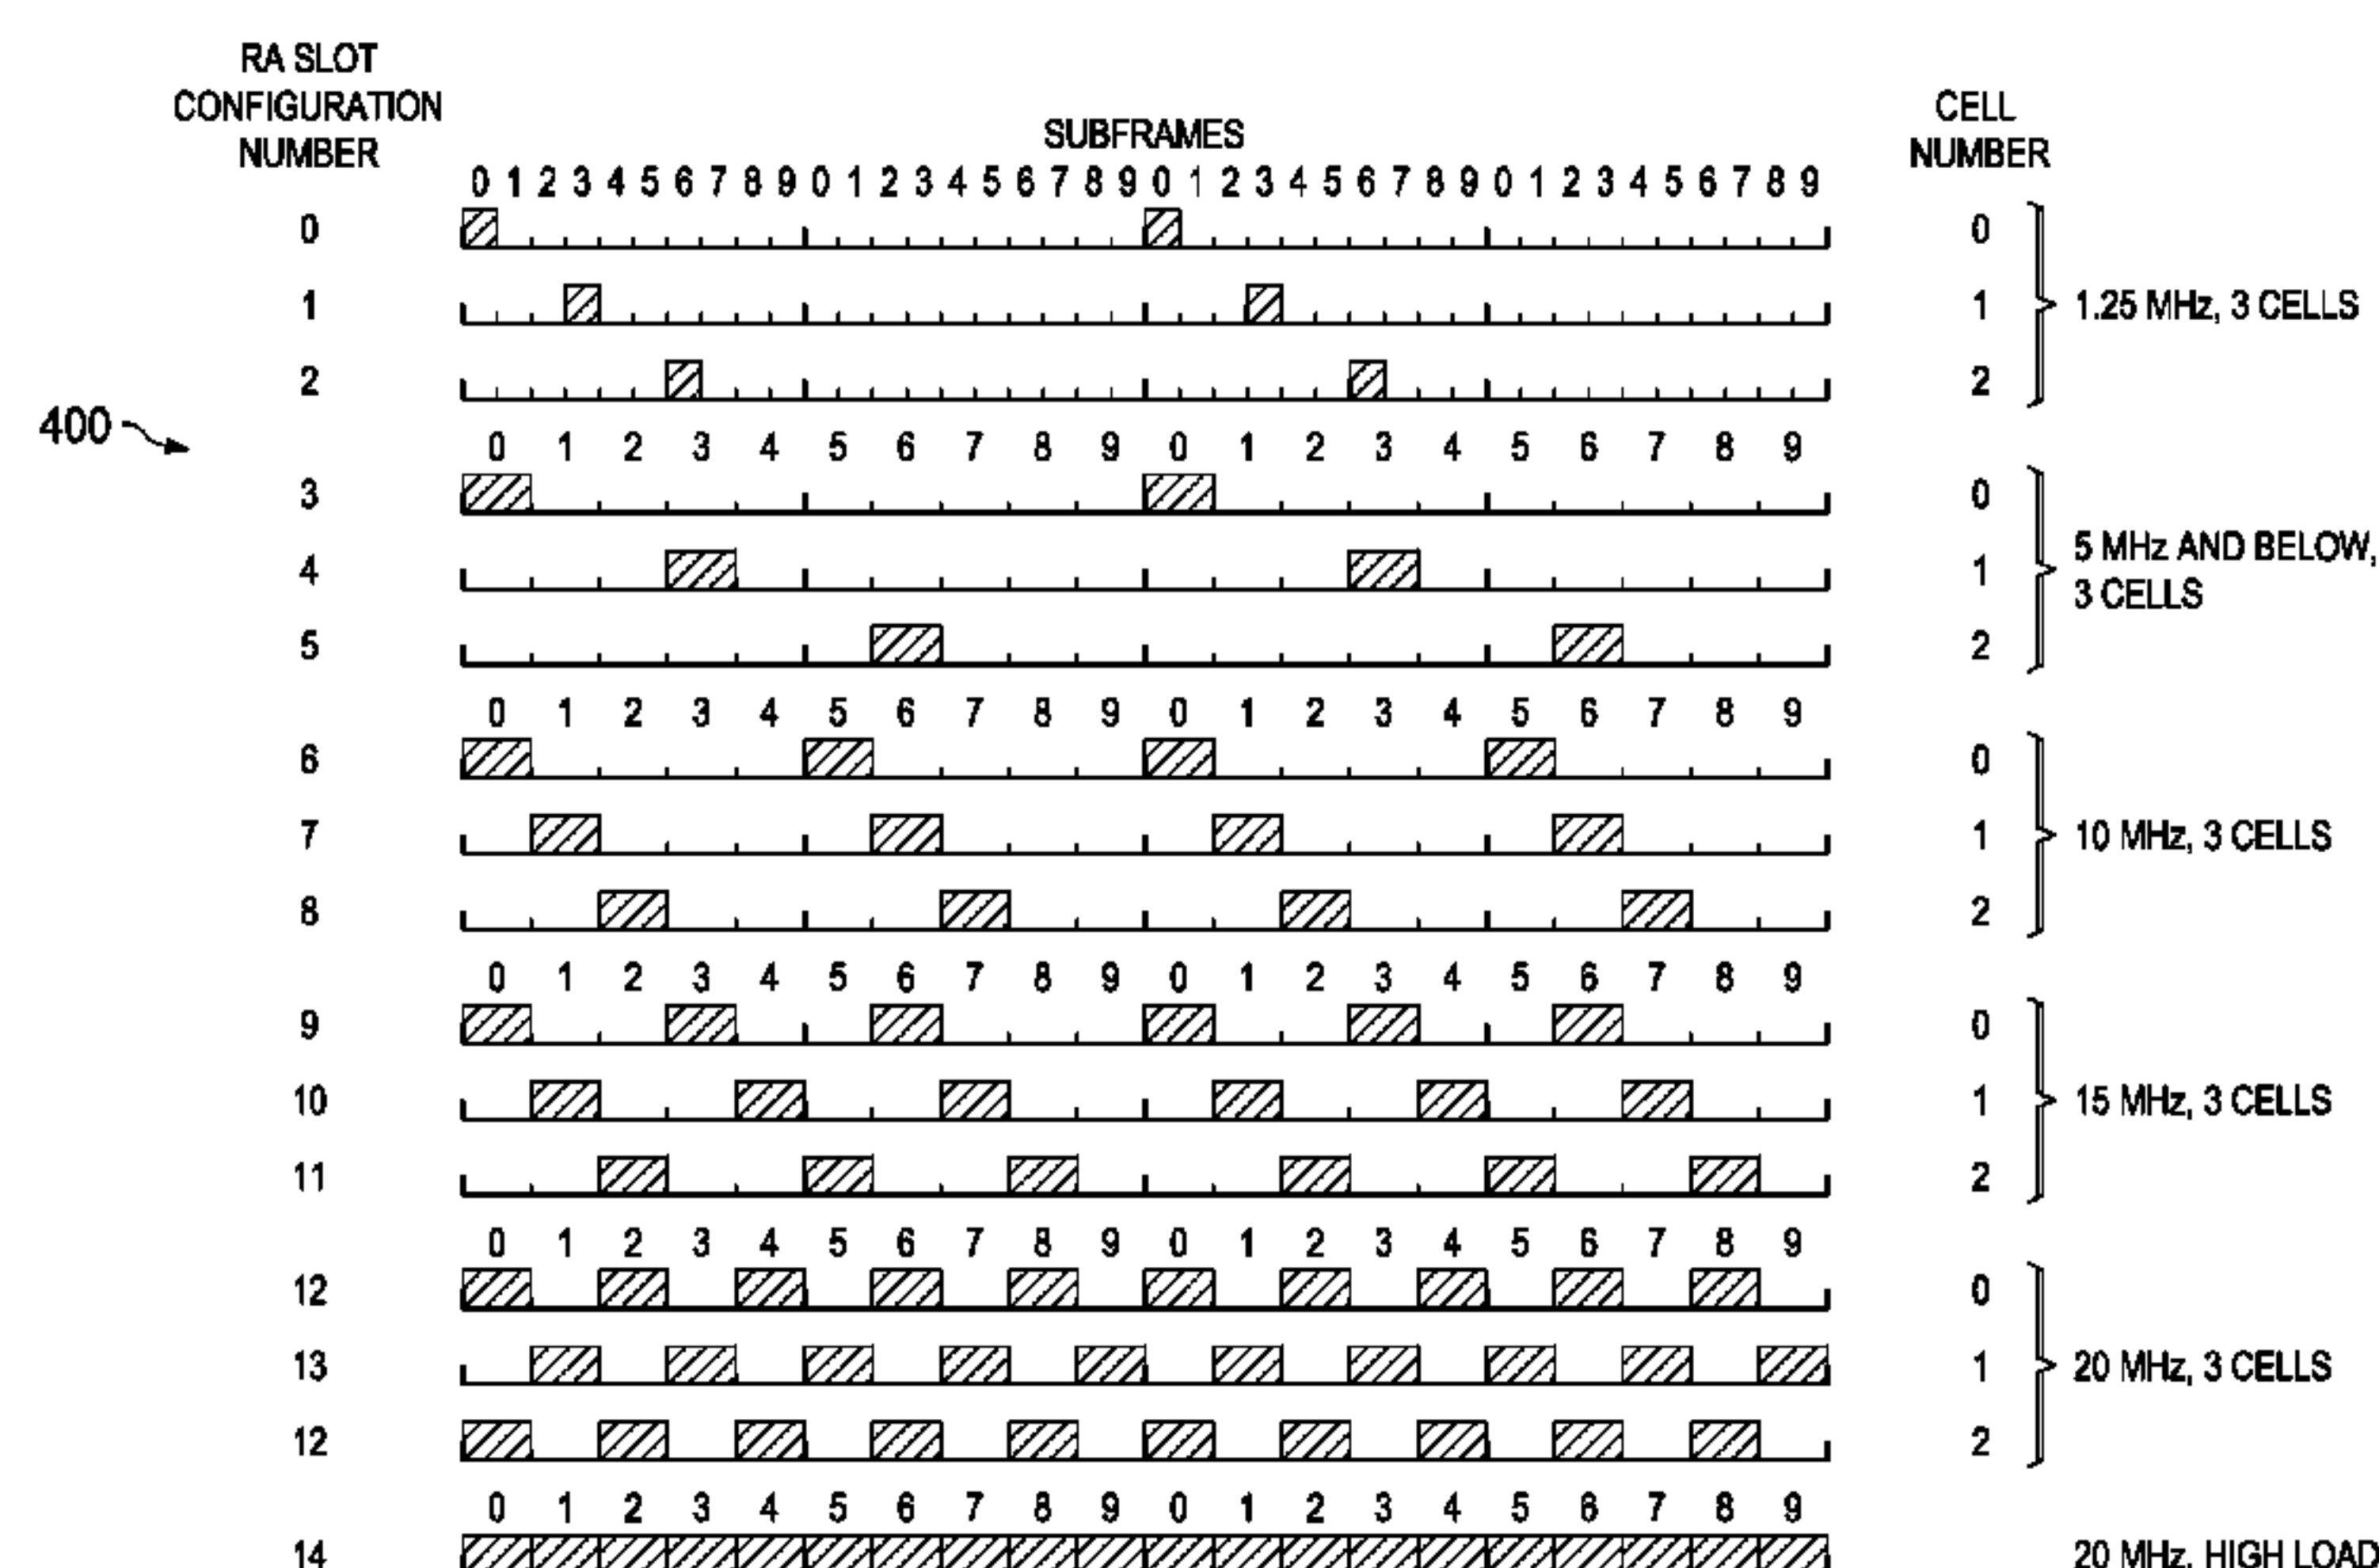 RA SLOT
CONFIGURATION
NUMBER
SUBFRAMES
CELL
NUMBER
0 1 2 3 4 5 6 7 8 9 0 1 2 3 4 5 6 7 8 9 0 1 2 3 4 5 6 7 8 9 0 1 2 3 4 5 6 7 8 9
0 0
1 1 1.25 MHz, 3 CELLS
2 2
400
0 1 2 3 4 5 6 7 8 9 0 1 2 3 4 5 6 7 8 9
3 0
4 1 5 MHz AND BELOW,
3 CELLS
5 2
0 1 2 3 4 5 6 7 8 9 0 1 2 3 4 5 6 7 8 9
6 0
7 1 10 MHz, 3 CELLS
8 2
0 1 2 3 4 5 6 7 8 9 0 1 2 3 4 5 6 7 8 9
9 0
10 1 15 MHz, 3 CELLS
11 2
0 1 2 3 4 5 6 7 8 9 0 1 2 3 4 5 6 7 8 9
12 0
13 1 20 MHz, 3 CELLS
12 2
0 1 2 3 4 5 6 7 8 9 0 1 2 3 4 5 6 7 8 9
14 20 MHz, HIGH LOAD